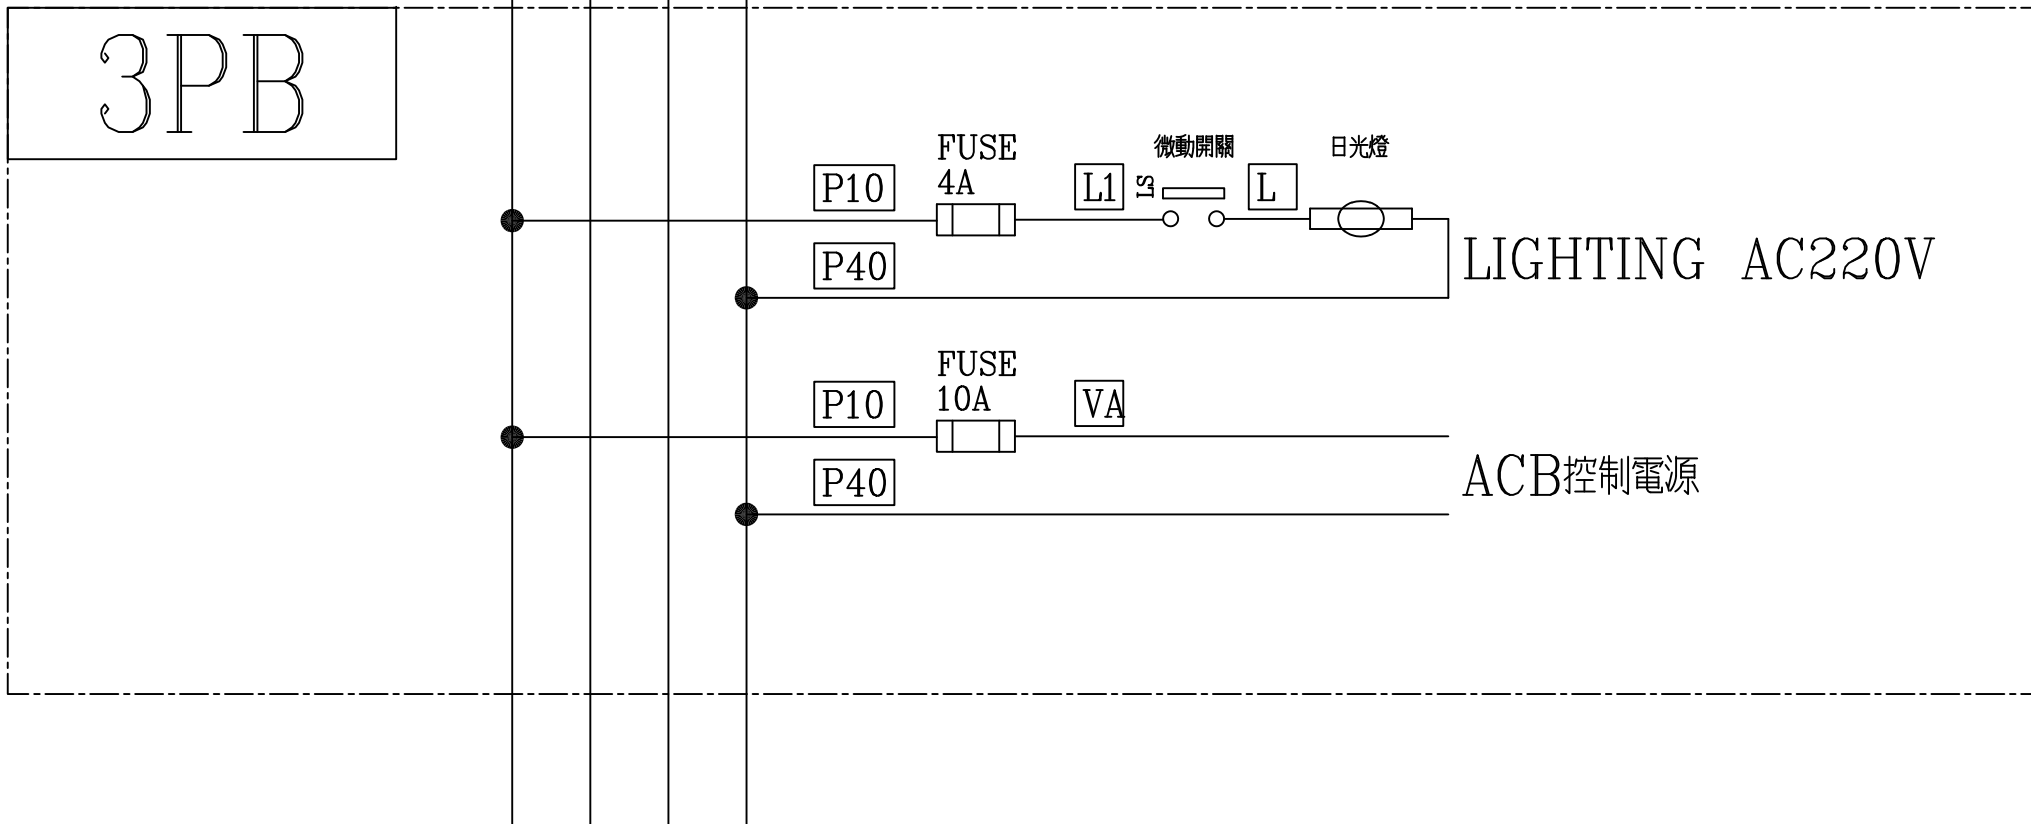 3PB
FUSE
4A
微動開關
日光燈
P10
L1
LS
L
P40
LIGHTING AC220V
FUSE
10A
P10
VA
P40
ACB控制電源